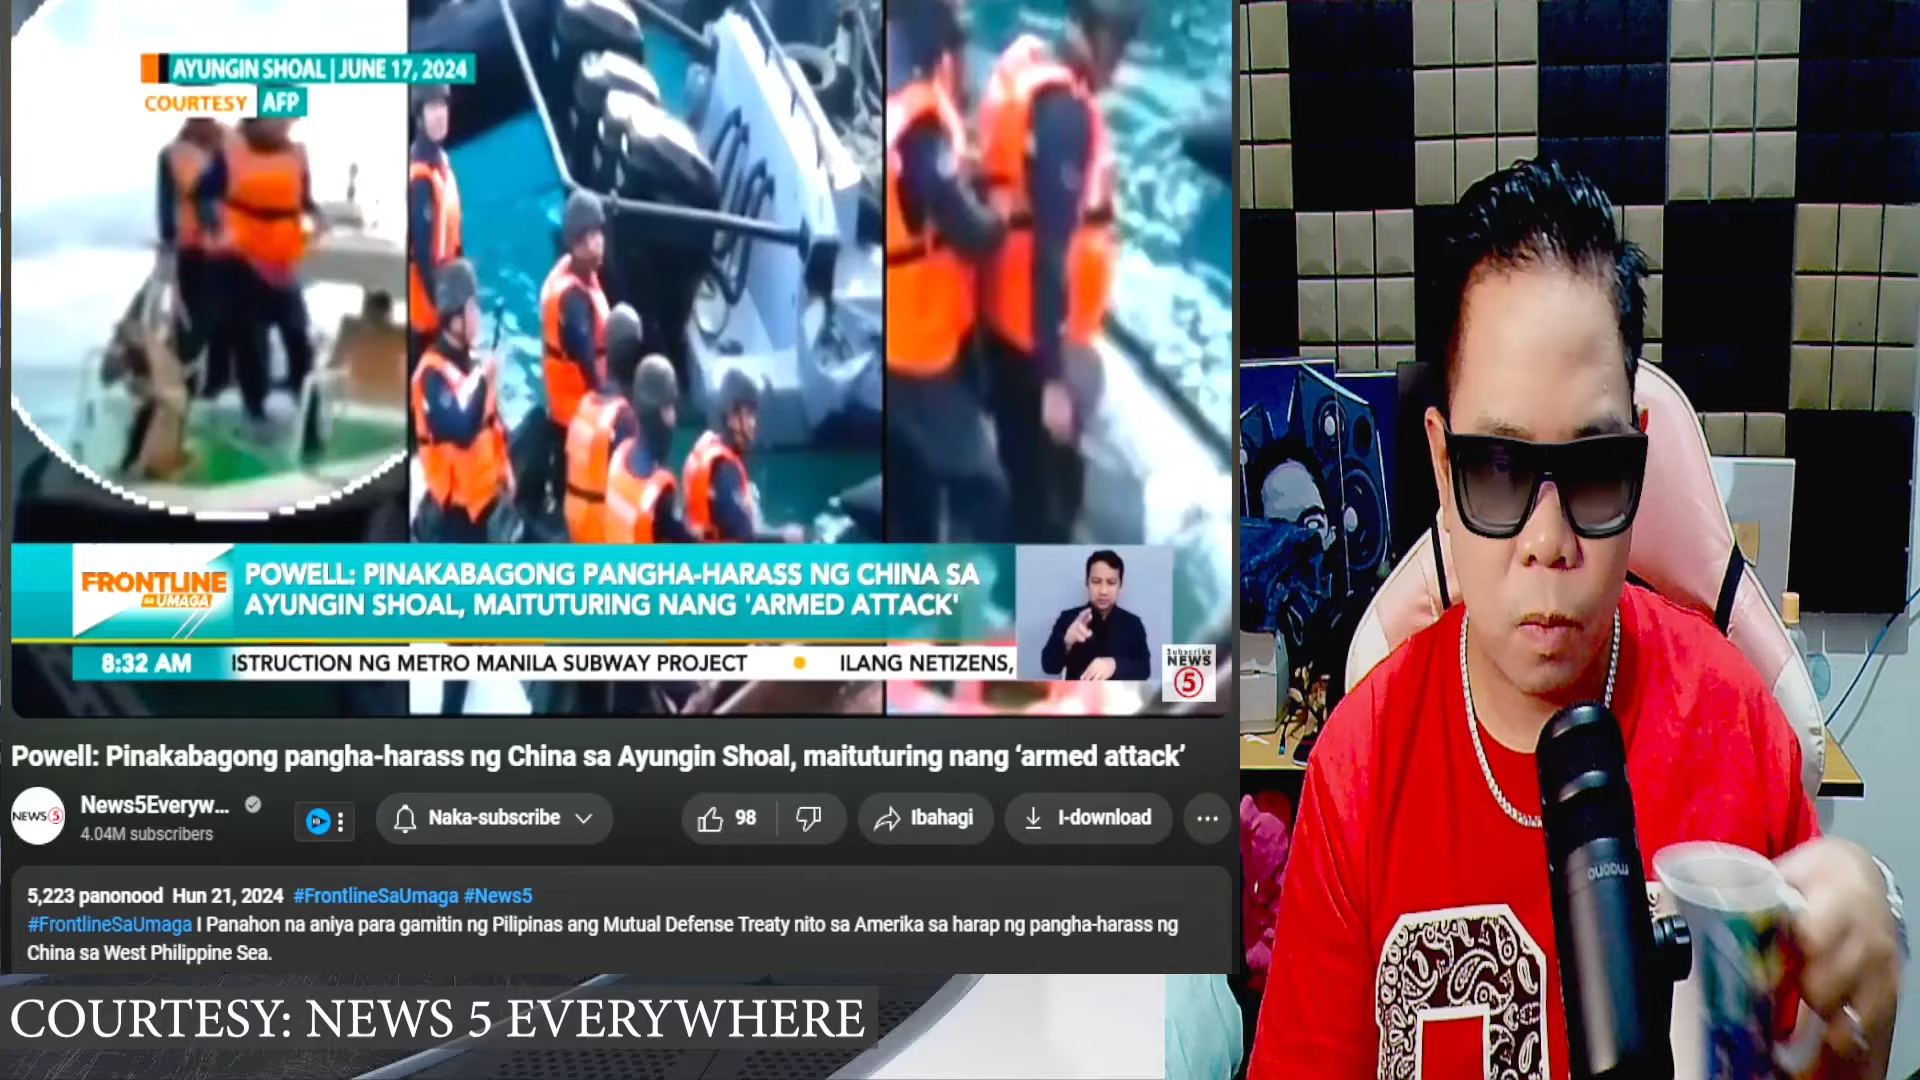 AYUNGIN SHOAL | JUNE 17, 2024
COURTESY AFP
FRONTLINE
SA UMAGA
POWELL: PINAKABAGONG PANGHA-HARASS NG CHINA SA
AYUNGIN SHOAL, MAITUTURING NANG 'ARMED ATTACK'
8:32 AM ISTRUCTION NG METRO MANILA SUBWAY PROJECT ILANG NETIZENS,
Subscribe
NEWS
5
Powell: Pinakabagong pangha-harass ng China sa Ayungin Shoal, maituturing nang ‘armed attack’
NEWS 5
News5Everyw...
4.04M subscribers
Naka-subscribe
98
Ibahagi
I-download
5,223 panonood Hun 21, 2024 #FrontlineSaUmaga #News5
#FrontlineSaUmaga I Panahon na aniya para gamitin ng Pilipinas ang Mutual Defense Treaty nito sa Amerika sa harap ng pangha-harass ng
China sa West Philippine Sea.
COURTESY: NEWS 5 EVERYWHERE
maono